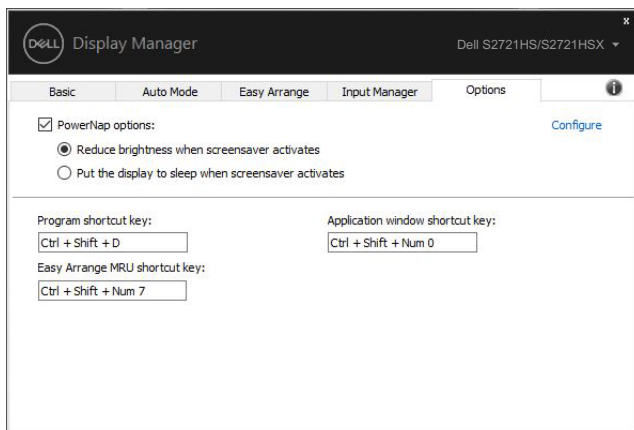 DELL Display Manager
Dell S2721HS/S2721HSX
x
Basic
Auto Mode
Easy Arrange
Input Manager
Options
PowerNap options:
Configure
Reduce brightness when screensaver activates
Put the display to sleep when screensaver activates
Program shortcut key:
Application window shortcut key:
Ctrl + Shift + D
Ctrl + Shift + Num 0
Easy Arrange MRU shortcut key:
Ctrl + Shift + Num 7